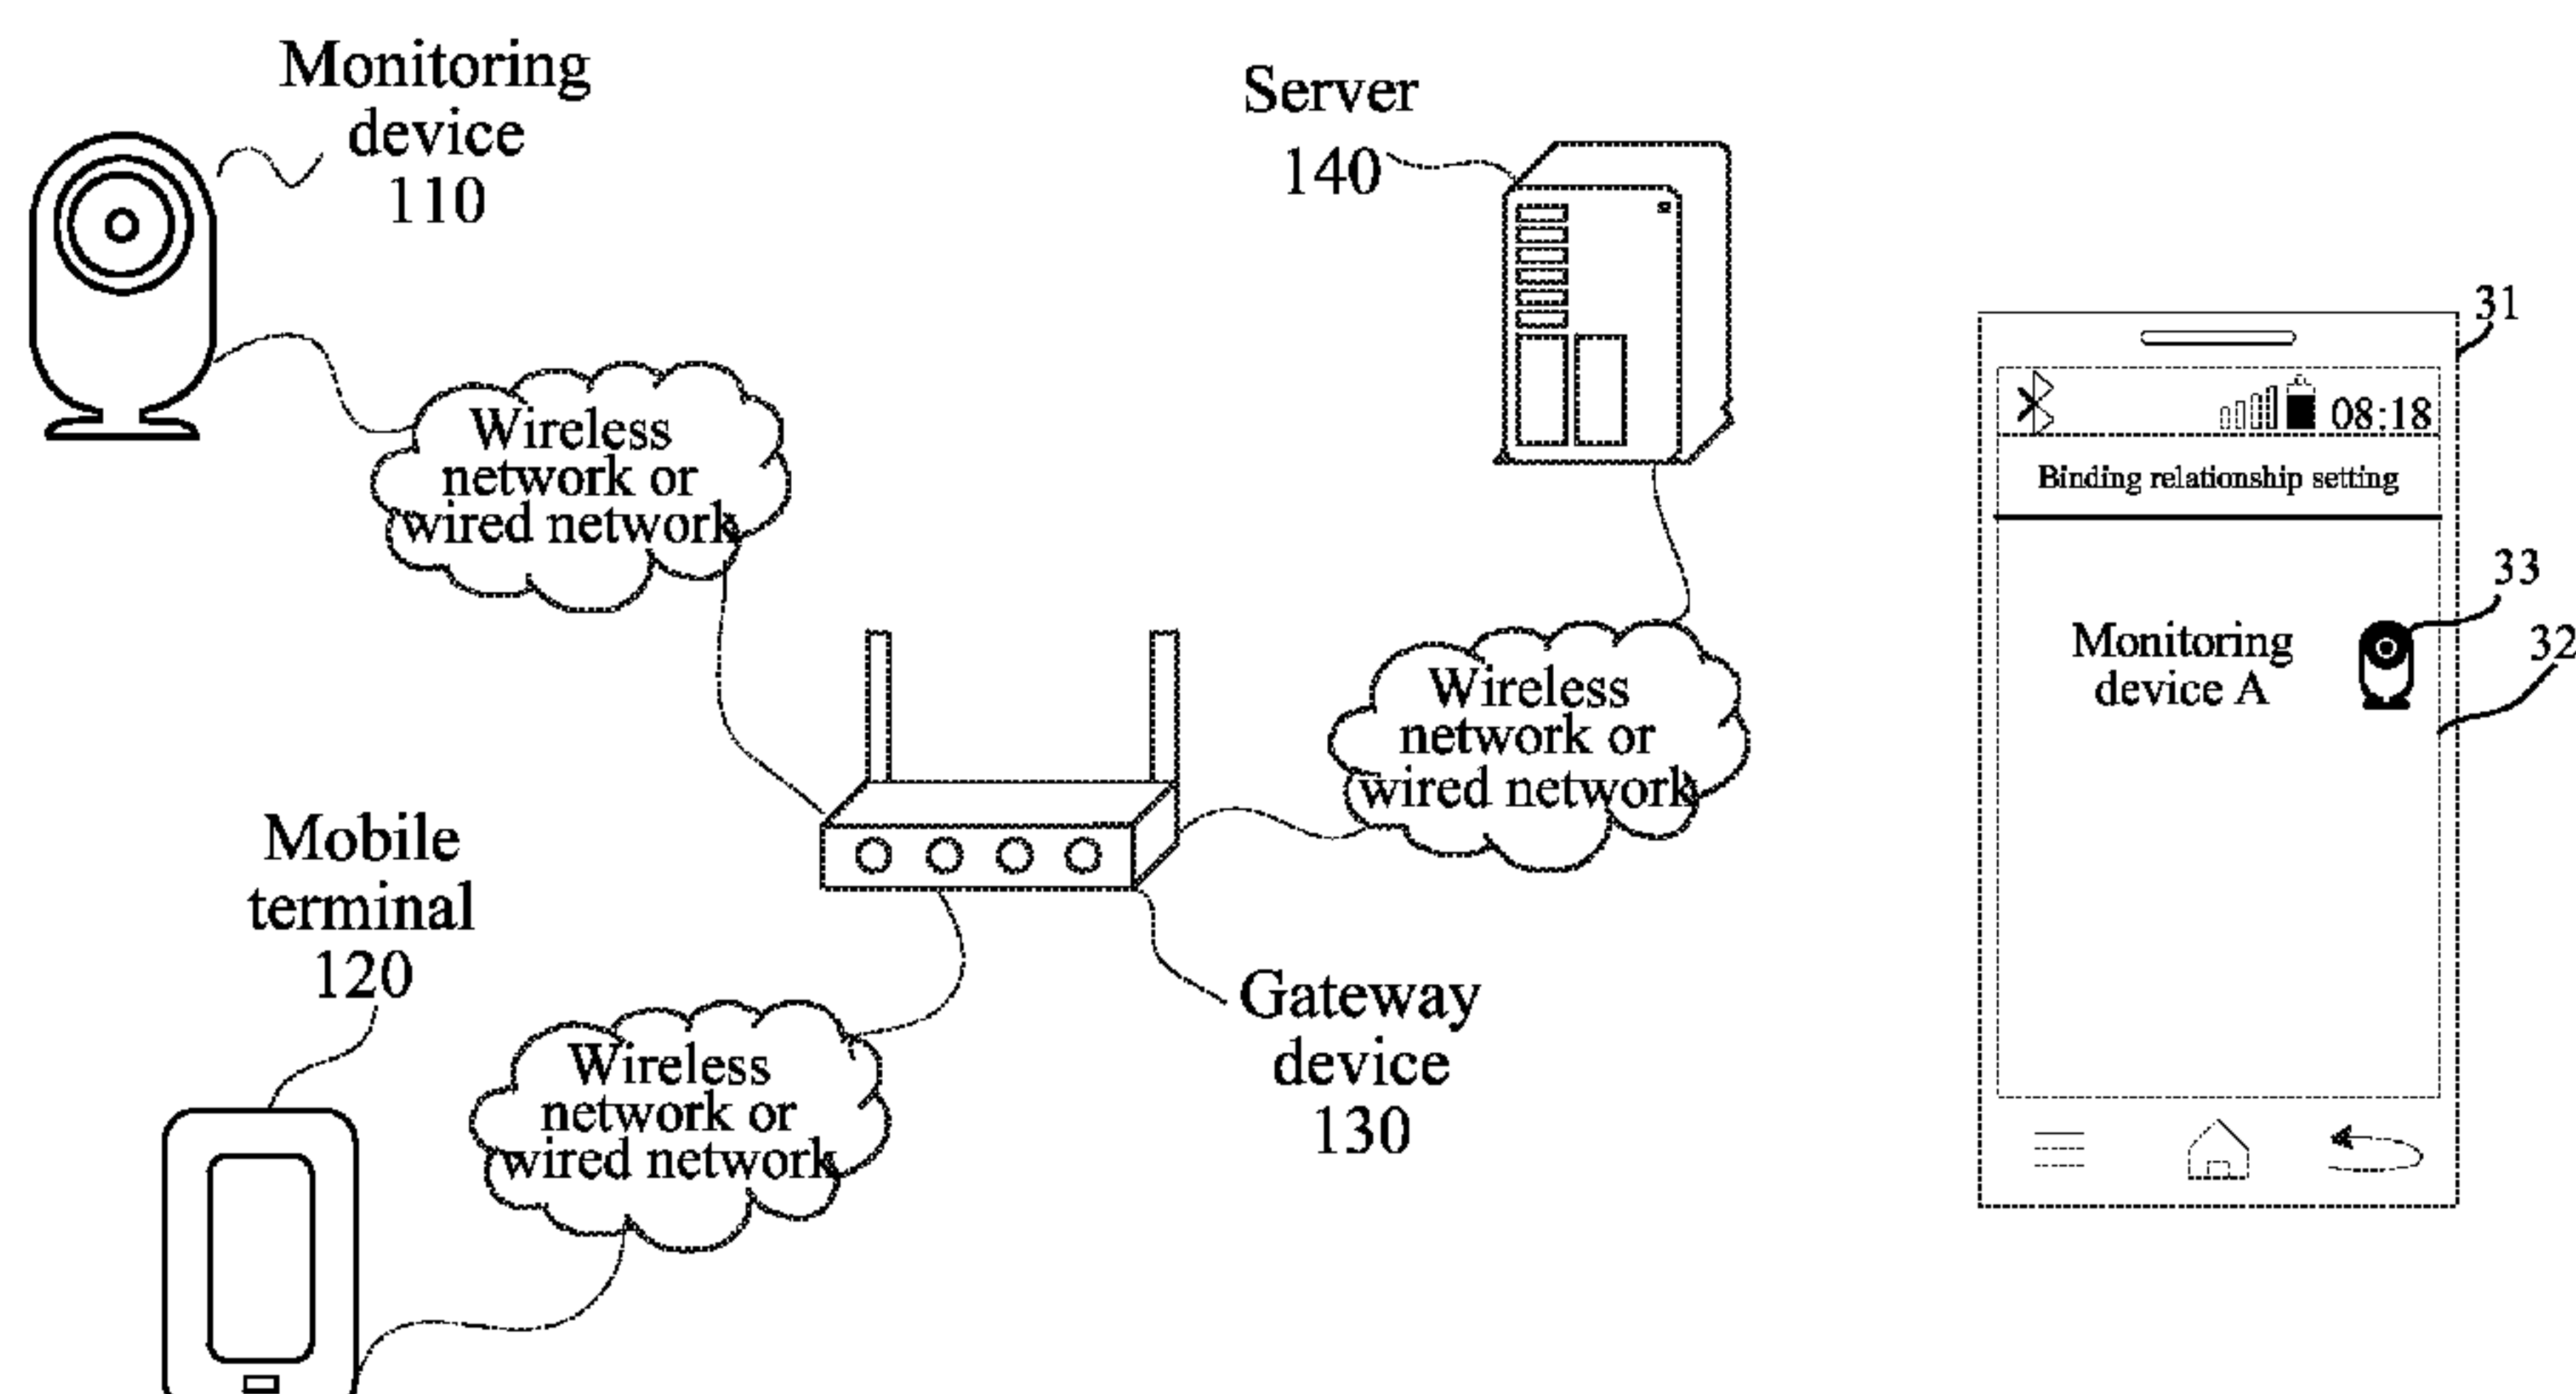 Monitoring
device
110
Server
140
Wireless
network or
wired network
Wireless
network or
wired network
Mobile
terminal
120
Gateway
device
130
Wireless
network or
wired network
31
08:18
Binding relationship setting
33
Monitoring
device A
32